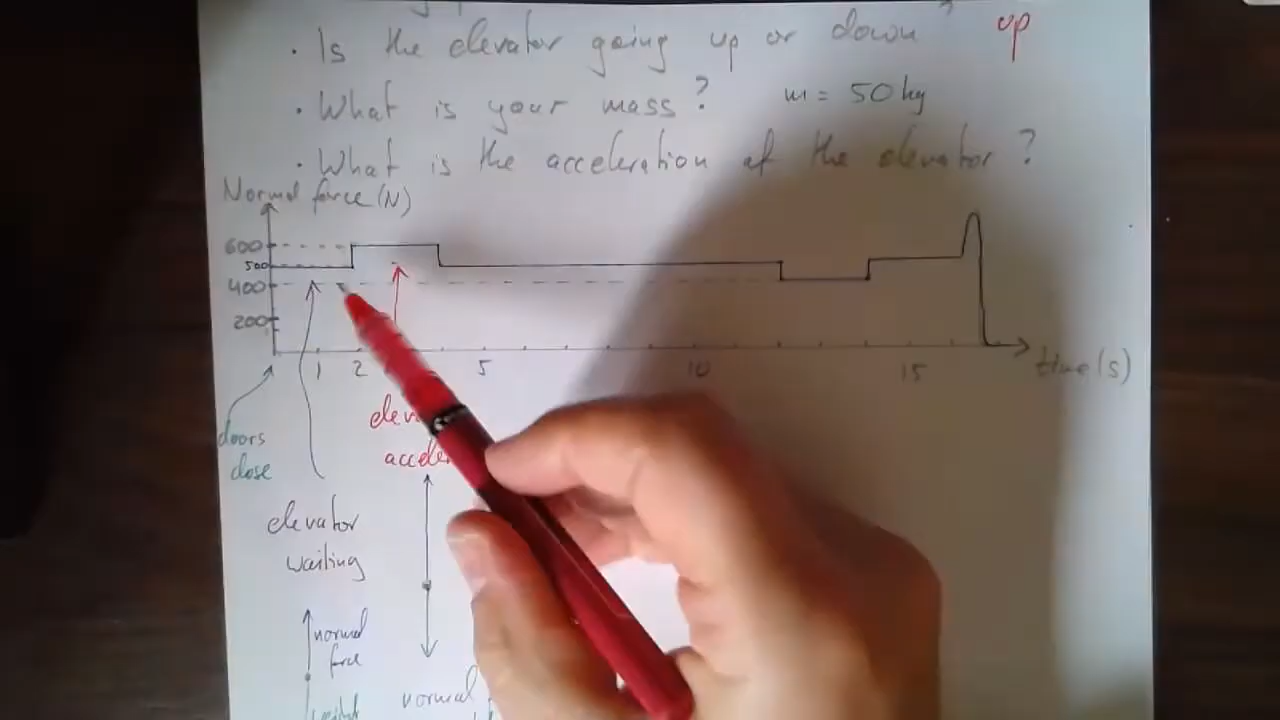 · Is the elevator going up or down? up
· What is your mass? m = 50 kg
· What is the acceleration of the elevator?
Normal force (N)
600
500
400
200
1 2 5 10 15 time (s)
doors
close
elevator
waiting
normal
force
normal